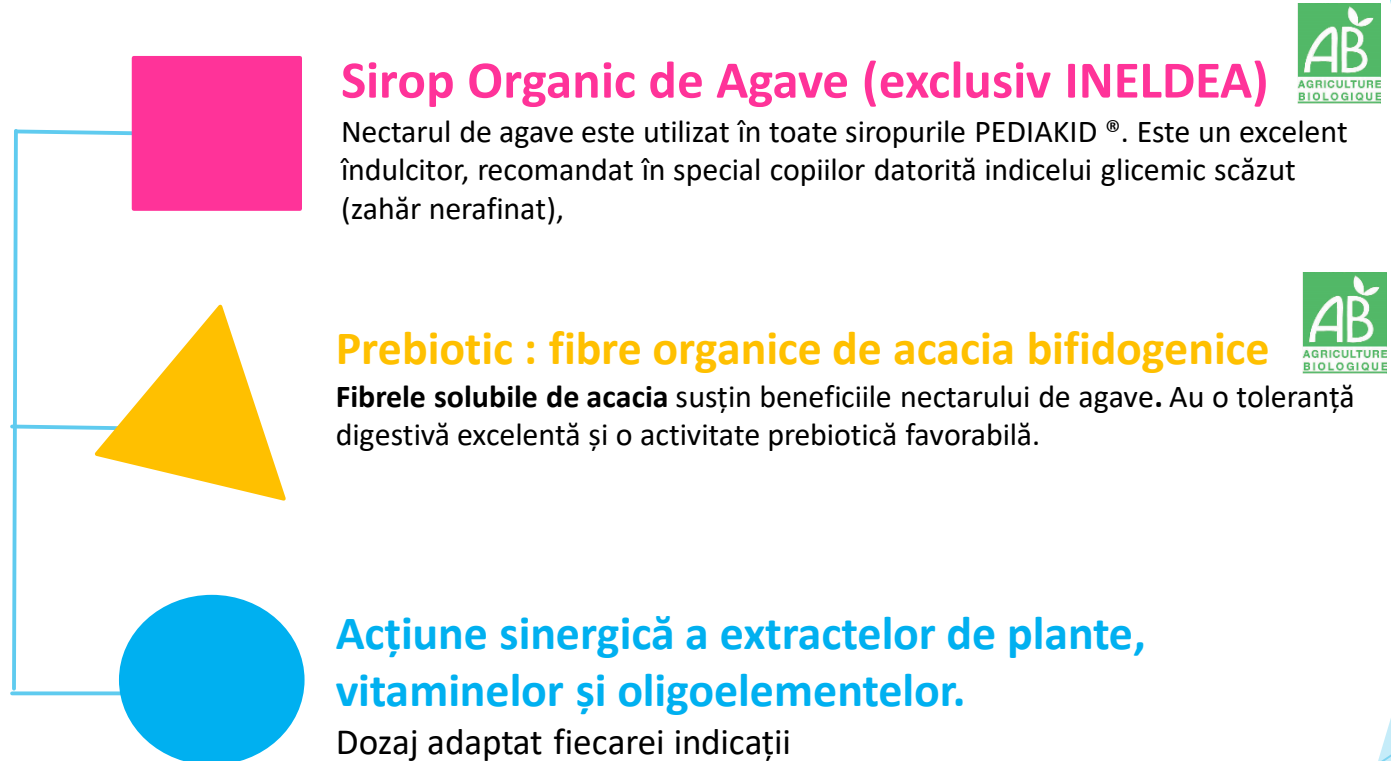 Sirop Organic de Agave (exclusiv INELDEA)
AB
AGRICULTURE
BIOLOGIQUE
Nectarul de agave este utilizat în toate siropurile PEDIAKID ®. Este un excelent
îndulcitor, recomandat în special copiilor datorită indicelui glicemic scăzut
(zahăr nerafinat),
Prebiotic : fibre organice de acacia bifidogenice
AB
AGRICULTURE
BIOLOGIQUE
Fibrele solubile de acacia susțin beneficiile nectarului de agave. Au o toleranță
digestivă excelentă și o activitate prebiotică favorabilă.
Acțiune sinergică a extractelor de plante,
vitaminelor și oligoelementelor.
Dozaj adaptat fiecarei indicații